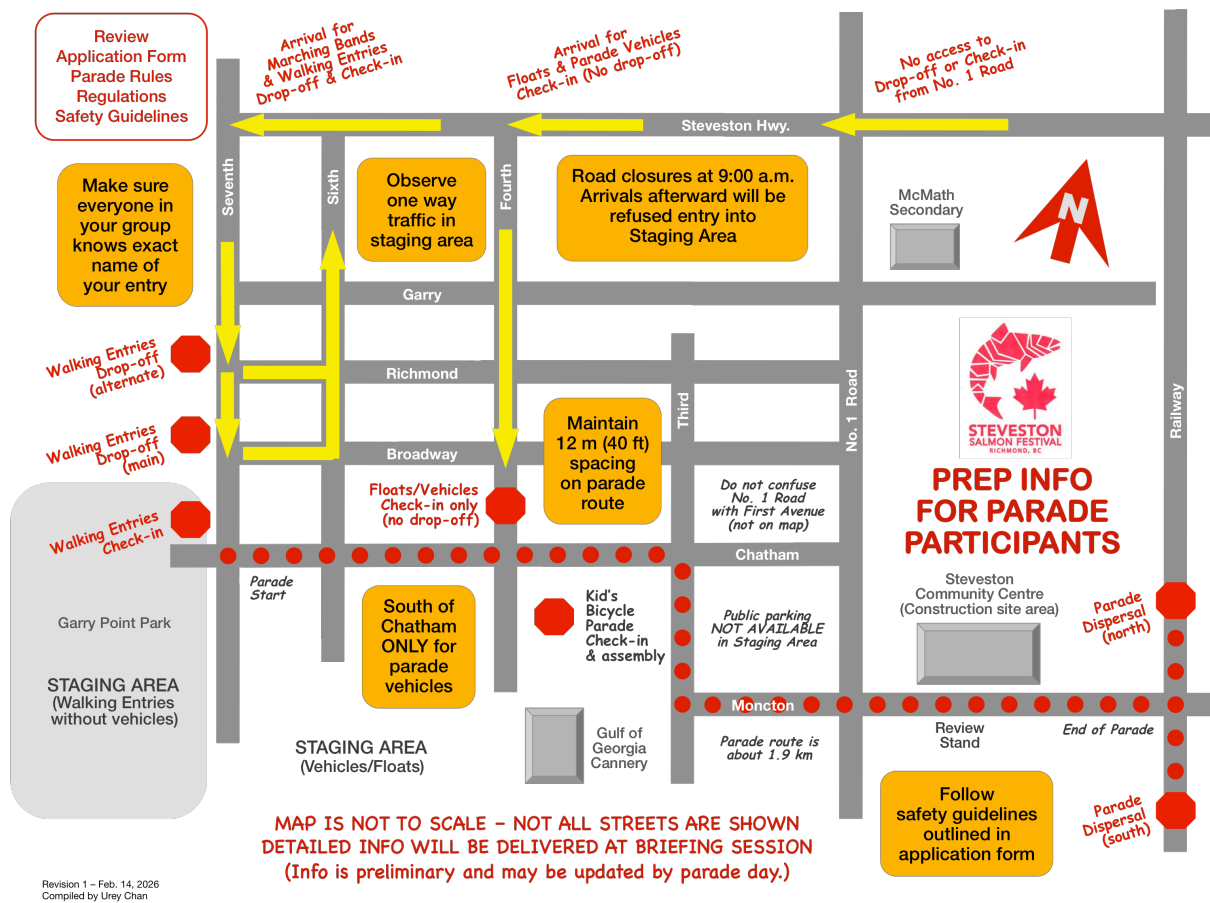 Review
Application Form
Parade Rules
Regulations
Safety Guidelines
Arrival for
Marching Bands
& Walking Entries
Drop-off & Check-in
Arrival for
Floats & Parade Vehicles
Check-in (No drop-off)
No access to
Drop-off or Check-in
from No. 1 Road
Steveston Hwy.
Seventh
Sixth
Fourth
Make sure
everyone in
your group
knows exact
name of
your entry
Observe
one way
traffic in
staging area
Road closures at 9:00 a.m.
Arrivals afterward will be
refused entry into
Staging Area
McMath
Secondary
N
Garry
Walking Entries
Drop-off
(alternate)
Richmond
Third
No. 1 Road
Railway
STEVESTON
SALMON FESTIVAL
RICHMOND, BC
Walking Entries
Drop-off
(main)
Broadway
Maintain
12 m (40 ft)
spacing
on parade
route
PREP INFO
FOR PARADE
PARTICIPANTS
Floats/Vehicles
Check-in only
(no drop-off)
Do not confuse
No. 1 Road
with First Avenue
(not on map)
Walking Entries
Check-in
Chatham
Parade
Start
Steveston
Community Centre
(Construction site area)
Parade
Dispersal
(north)
Garry Point Park
South of
Chatham
ONLY for
parade
vehicles
Kid's
Bicycle
Parade
Check-in
& assembly
Public parking
NOT AVAILABLE
in Staging Area
STAGING AREA
(Walking Entries
without vehicles)
Moncton
STAGING AREA
(Vehicles/Floats)
Gulf of
Georgia
Cannery
Parade route is
about 1.9 km
Review
Stand
End of Parade
Follow
safety guidelines
outlined in
application form
Parade
Dispersal
(south)
MAP IS NOT TO SCALE – NOT ALL STREETS ARE SHOWN
DETAILED INFO WILL BE DELIVERED AT BRIEFING SESSION
(Info is preliminary and may be updated by parade day.)
Revision 1 – Feb. 14, 2026
Compiled by Urey Chan